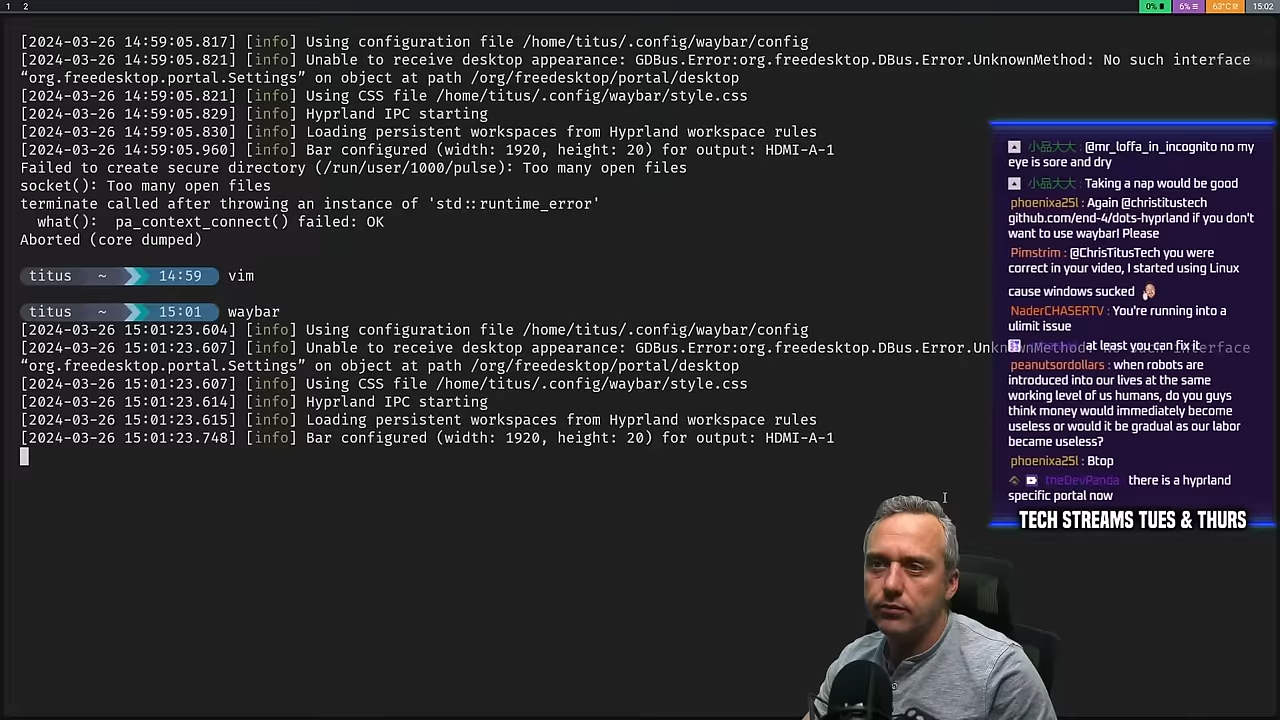 1 2
0% 6% 63°C 15:02
[2024-03-26 14:59:05.817] [info] Using configuration file /home/titus/.config/waybar/config
[2024-03-26 14:59:05.821] [info] Unable to receive desktop appearance: GDBus.Error:org.freedesktop.DBus.Error.UnknownMethod: No such interface
“org.freedesktop.portal.Settings” on object at path /org/freedesktop/portal/desktop
[2024-03-26 14:59:05.821] [info] Using CSS file /home/titus/.config/waybar/style.css
[2024-03-26 14:59:05.829] [info] Hyprland IPC starting
[2024-03-26 14:59:05.830] [info] Loading persistent workspaces from Hyprland workspace rules
[2024-03-26 14:59:05.960] [info] Bar configured (width: 1920, height: 20) for output: HDMI-A-1
Failed to create secure directory (/run/user/1000/pulse): Too many open files
socket(): Too many open files
terminate called after throwing an instance of 'std::runtime_error'
what(): pa_context_connect() failed: OK
Aborted (core dumped)
titus ~ 14:59 vim
titus ~ 15:01 waybar
[2024-03-26 15:01:23.604] [info] Using configuration file /home/titus/.config/waybar/config
[2024-03-26 15:01:23.607] [info] Unable to receive desktop appearance: GDBus.Error:org.freedesktop.DBus.Error.UnknownMethod: No such interface
“org.freedesktop.portal.Settings” on object at path /org/freedesktop/portal/desktop
[2024-03-26 15:01:23.607] [info] Using CSS file /home/titus/.config/waybar/style.css
[2024-03-26 15:01:23.614] [info] Hyprland IPC starting
[2024-03-26 15:01:23.615] [info] Loading persistent workspaces from Hyprland workspace rules
[2024-03-26 15:01:23.748] [info] Bar configured (width: 1920, height: 20) for output: HDMI-A-1
小品大大 : @mr_loffa_in_incognito no my
eye is sore and dry
小品大大 : Taking a nap would be good
phoenixa25l : Again @christitustech
github.com/end-4/dots-hyprland if you don't
want to use waybar! Please
Pimstrim : @ChrisTitusTech you were
correct in your video, I started using Linux
cause windows sucked
NaderCHASERTV : You're running into a
ulimit issue
at least you can fix it
peanutsordollars : when robots are
introduced into our lives at the same
working level of us humans, do you guys
think money would immediately become
useless or would it be gradual as our labor
became useless?
phoenixa25l : Btop
theDevPanda there is a hyprland
specific portal now
TECH STREAMS TUES & THURS